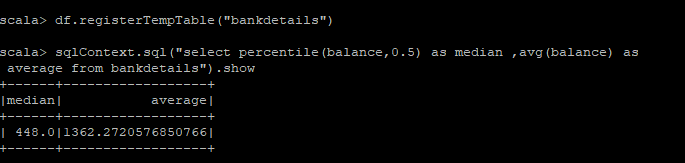 scala> df.registerTempTable("bankdetails")
scala> sqlContext.sql("select percentile(balance,0.5) as median ,avg(balance) as
 average from bankdetails").show
+------+------------------+
|median|           average|
+------+------------------+
| 448.0|1362.2720576850766|
+------+------------------+